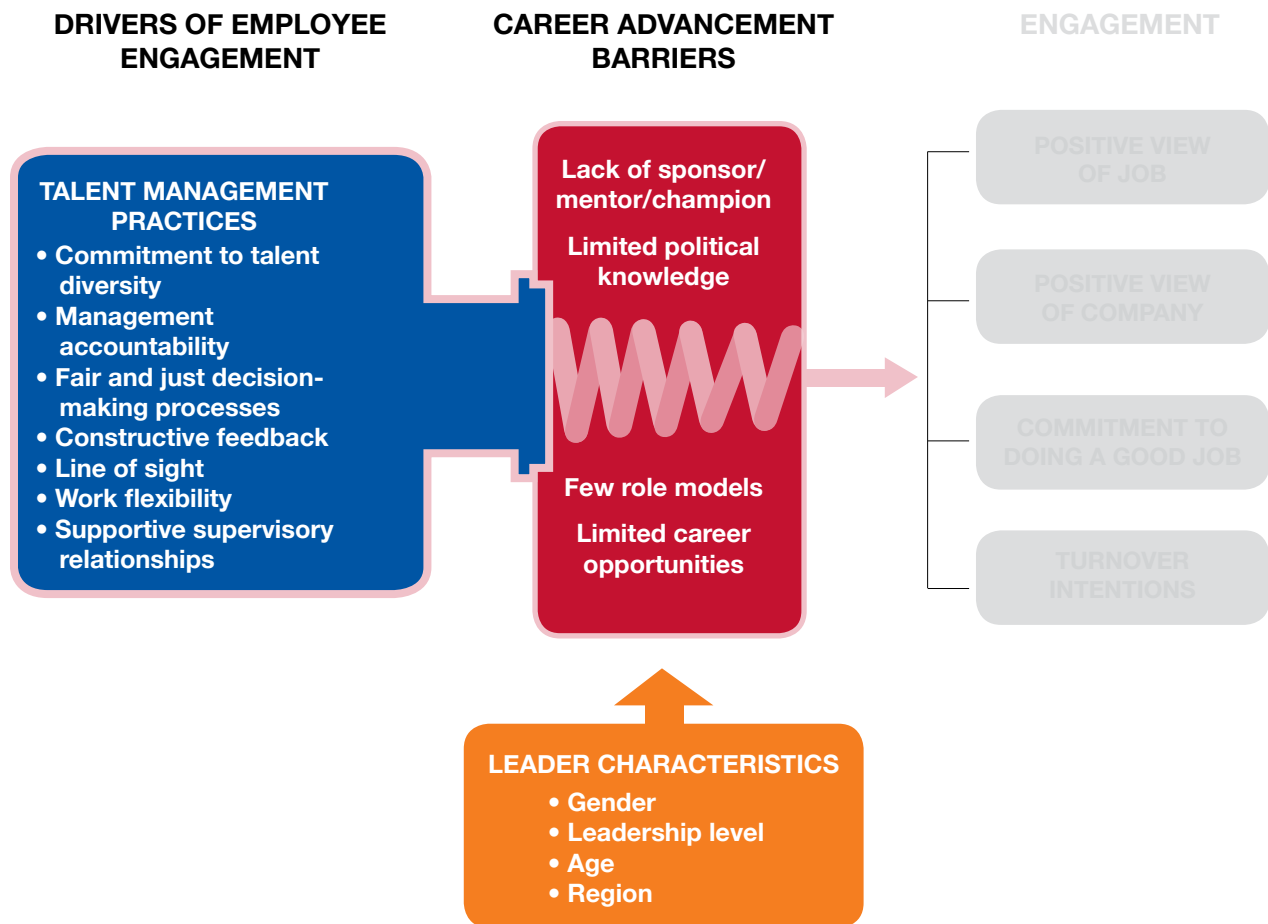 DRIVERS OF EMPLOYEE
ENGAGEMENT
CAREER ADVANCEMENT
BARRIERS
ENGAGEMENT
TALENT MANAGEMENT
PRACTICES
• Commitment to talent
diversity
• Management
accountability
• Fair and just decision-
making processes
• Constructive feedback
• Line of sight
• Work flexibility
• Supportive supervisory
relationships
Lack of sponsor/
mentor/champion
Limited political
knowledge
Few role models
Limited career
opportunities
POSITIVE VIEW
OF JOB
POSITIVE VIEW
OF COMPANY
COMMITMENT TO
DOING A GOOD JOB
TURNOVER
INTENTIONS
LEADER CHARACTERISTICS
• Gender
• Leadership level
• Age
• Region